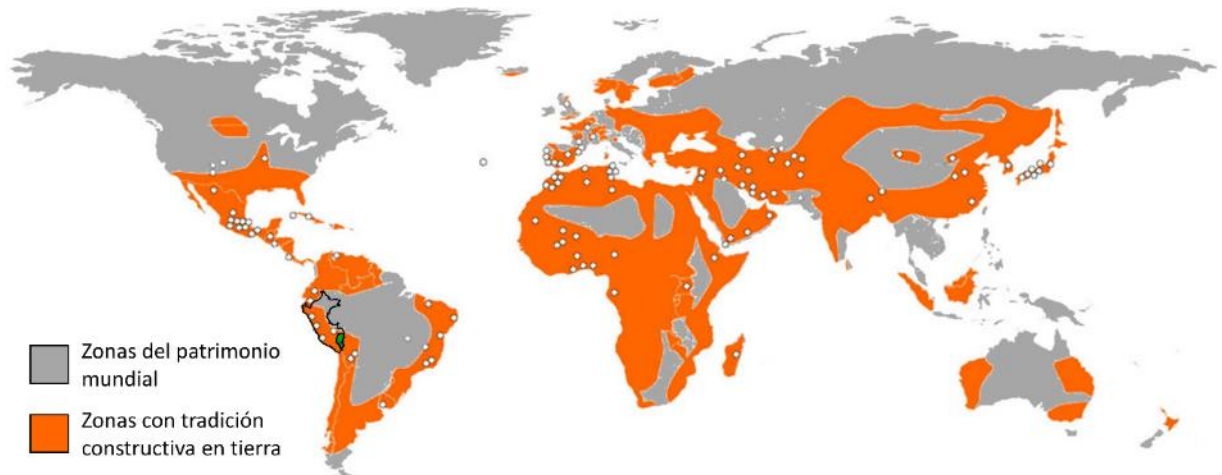 Zonas del patrimonio
mundial
Zonas con tradición
constructiva en tierra